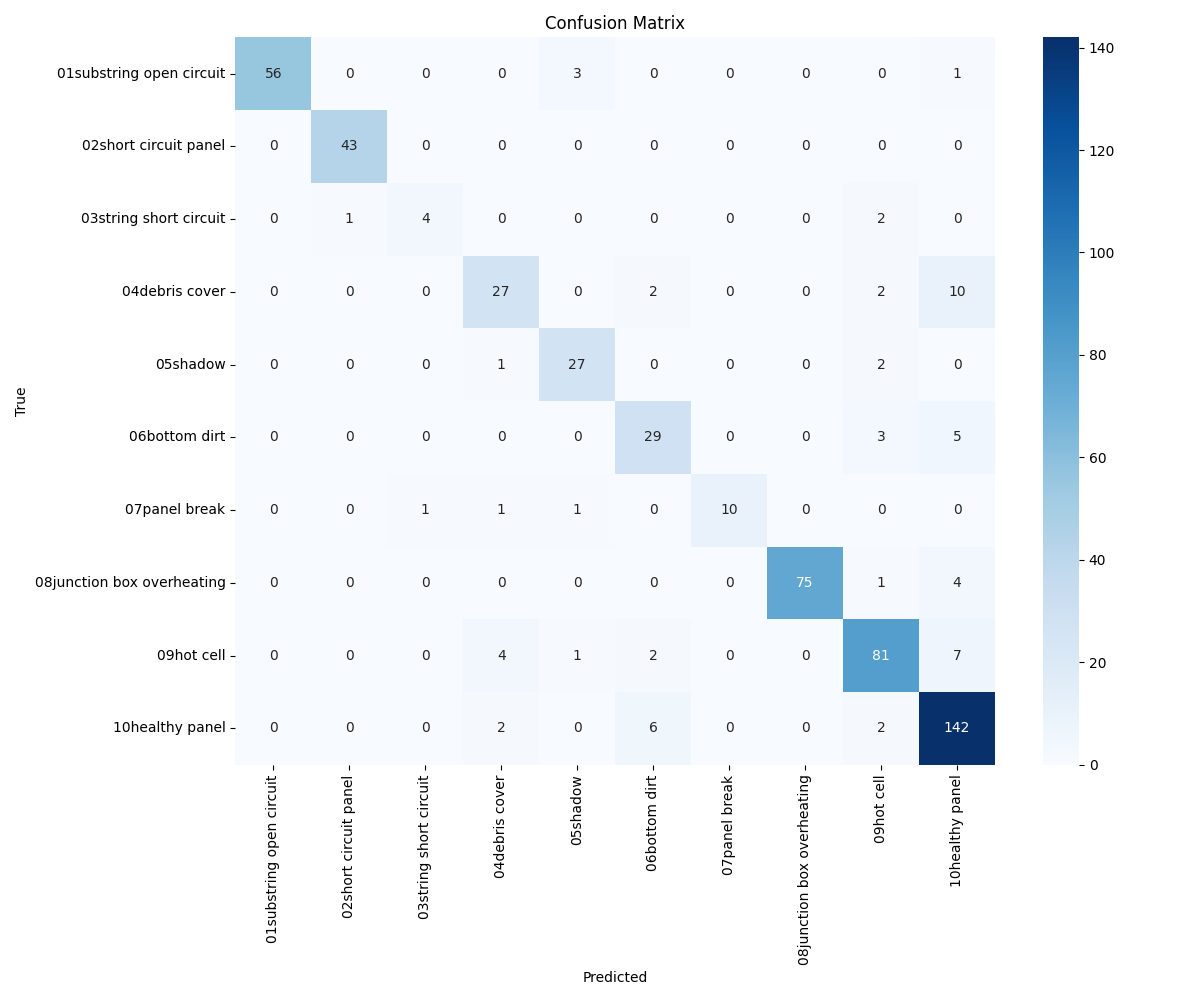 Confusion Matrix
01substring open circuit 56 0 0 0 3 0 0 0 0 1
02short circuit panel 0 43 0 0 0 0 0 0 0 0
03string short circuit 0 1 4 0 0 0 0 0 2 0
04debris cover 0 0 0 27 0 2 0 0 2 10
05shadow 0 0 0 1 27 0 0 0 2 0
06bottom dirt 0 0 0 0 0 29 0 0 3 5
07panel break 0 0 1 1 1 0 10 0 0 0
08junction box overheating 0 0 0 0 0 0 0 75 1 4
09hot cell 0 0 0 4 1 2 0 0 81 7
10healthy panel 0 0 0 2 0 6 0 0 2 142
True
01substring open circuit
02short circuit panel
03string short circuit
04debris cover
05shadow
06bottom dirt
07panel break
08junction box overheating
09hot cell
10healthy panel
Predicted
140
120
100
80
60
40
20
0